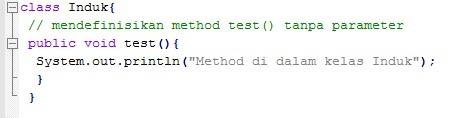 class Induk{
// mendefinisikan method test() tanpa parameter
public void test(){
System.out.println("Method di dalam kelas Induk");
}
}